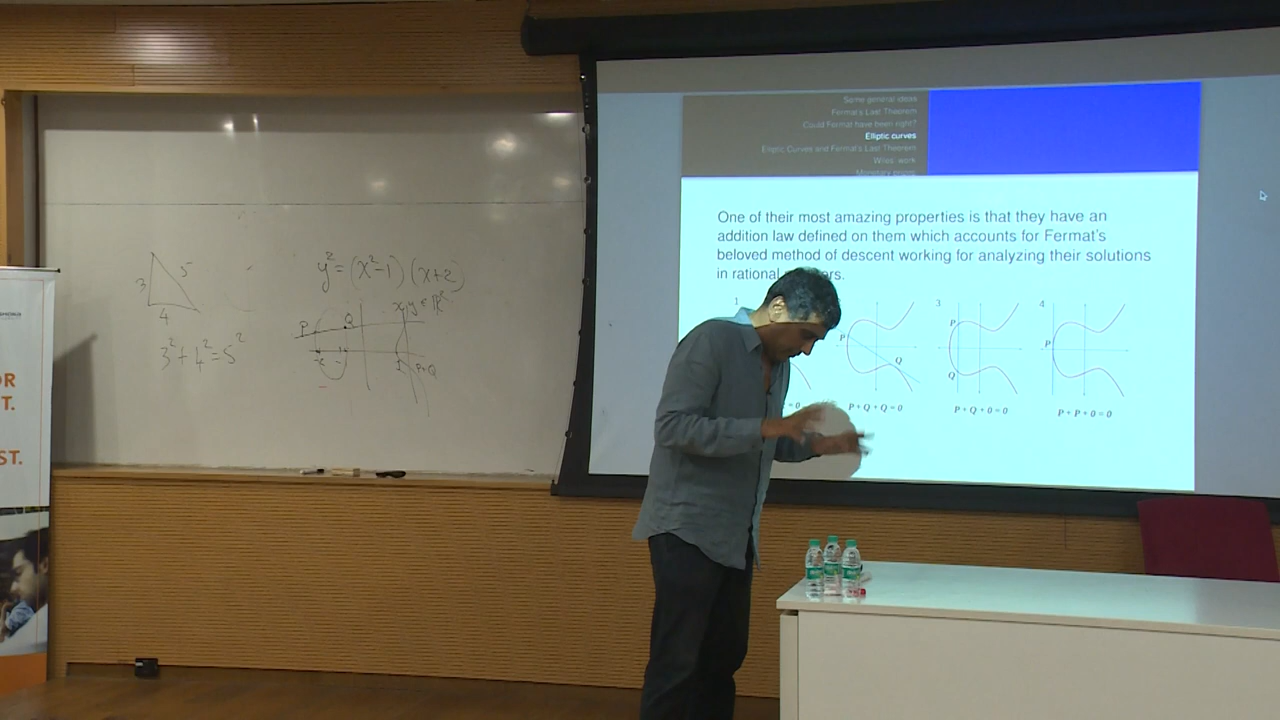 OR
T.
ST.
3
5
4
3²+4²=5²
y²=(x²-1)(x+2)
x,y ∈ ℝ
P
Q
P+Q
Some general ideas
Fermat's Last Theorem
Could Fermat have been right?
Elliptic curves
Elliptic Curves and Fermat's Last Theorem
Wiles' work
One of their most amazing properties is that they have an
addition law defined on them which accounts for Fermat's
beloved method of descent working for analyzing their solutions
in rational
1
3
4
P
Q
P
Q
P
=0
P+Q+Q=0
P+Q+0=0
P+P+0=0